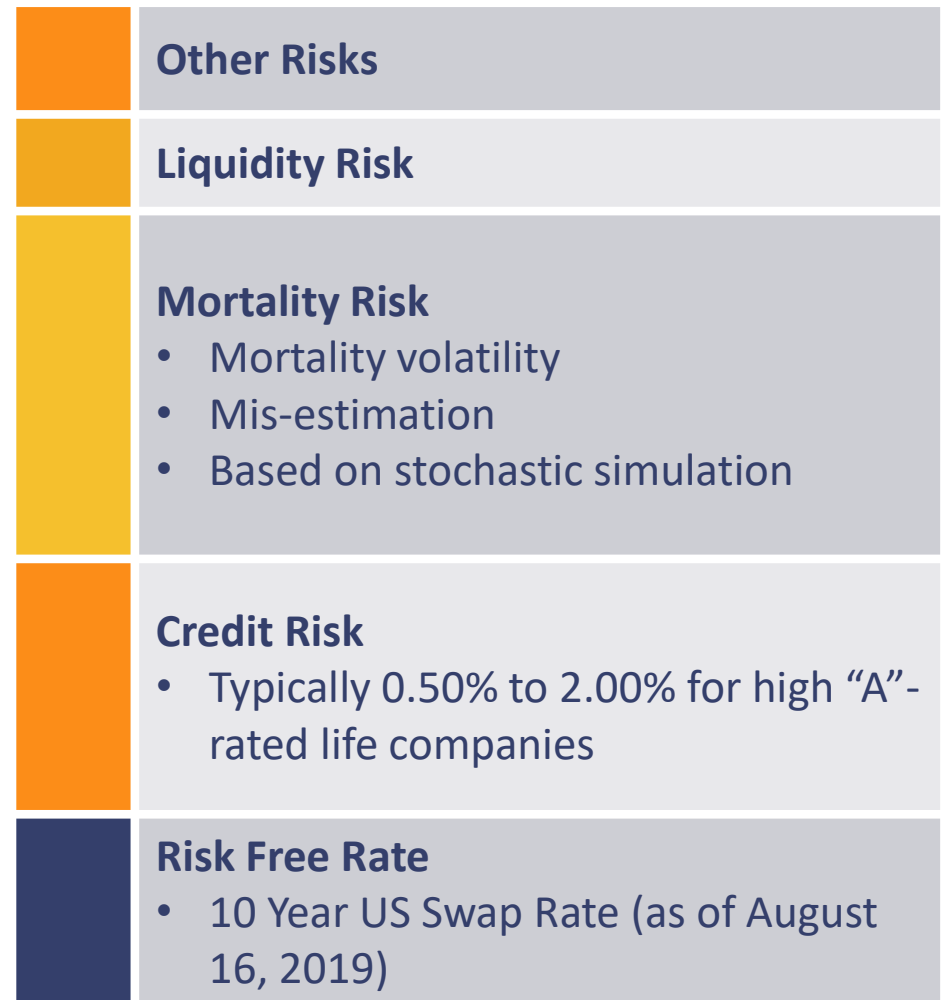 Other Risks
Liquidity Risk
Mortality Risk
• Mortality volatility
• Mis-estimation
• Based on stochastic simulation
Credit Risk
• Typically 0.50% to 2.00% for high “A”-
rated life companies
Risk Free Rate
• 10 Year US Swap Rate (as of August
16, 2019)